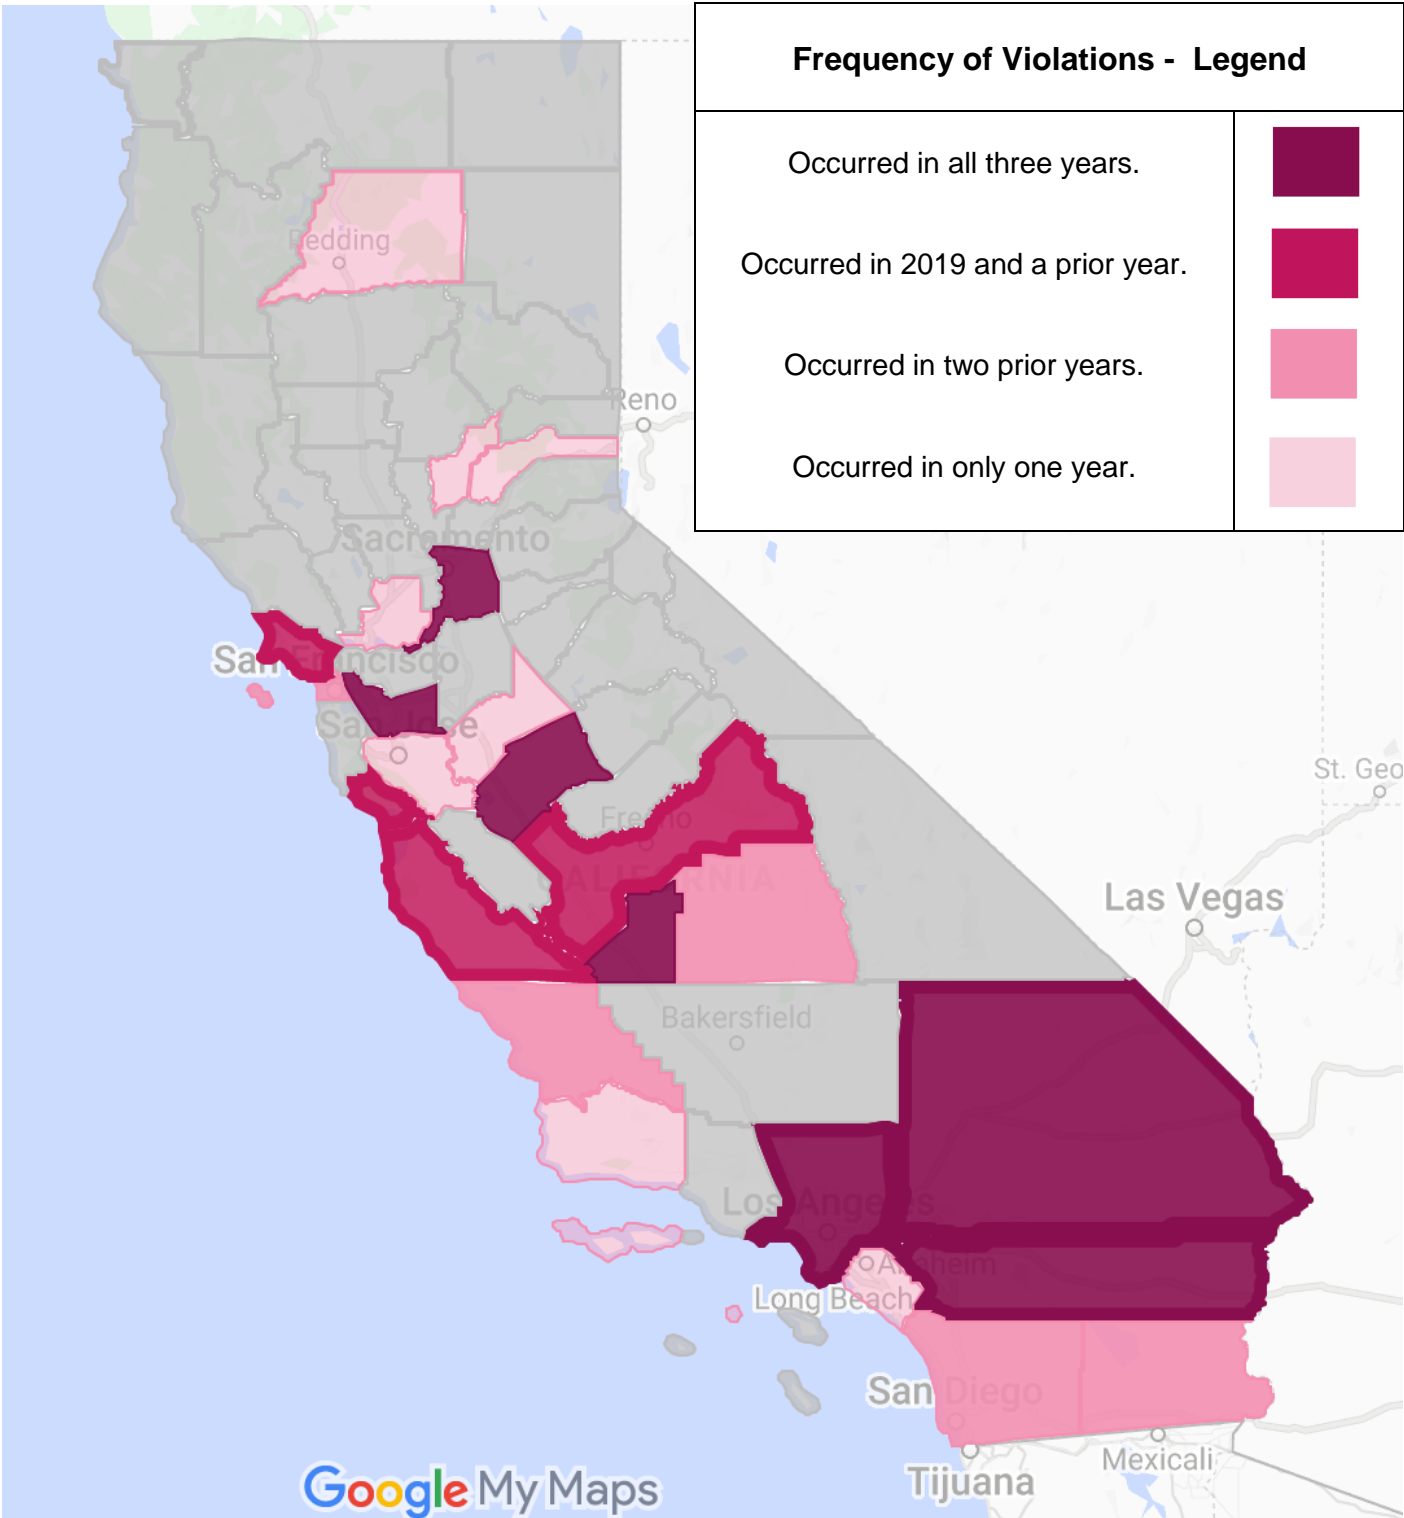 Frequency of Violations - Legend
Occurred in all three years.
Occurred in 2019 and a prior year.
Occurred in two prior years.
Occurred in only one year.
Redding
Reno
Sacramento
San Francisco
San Jose
St. Geo
Fresno
CALIFORNIA
Las Vegas
Bakersfield
Los Angeles
Anaheim
Long Beach
San Diego
Mexicali
Tijuana
Google My Maps